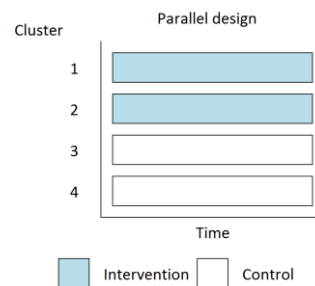 Parallel design
Cluster
1
2
3
4
Time
Intervention
Control